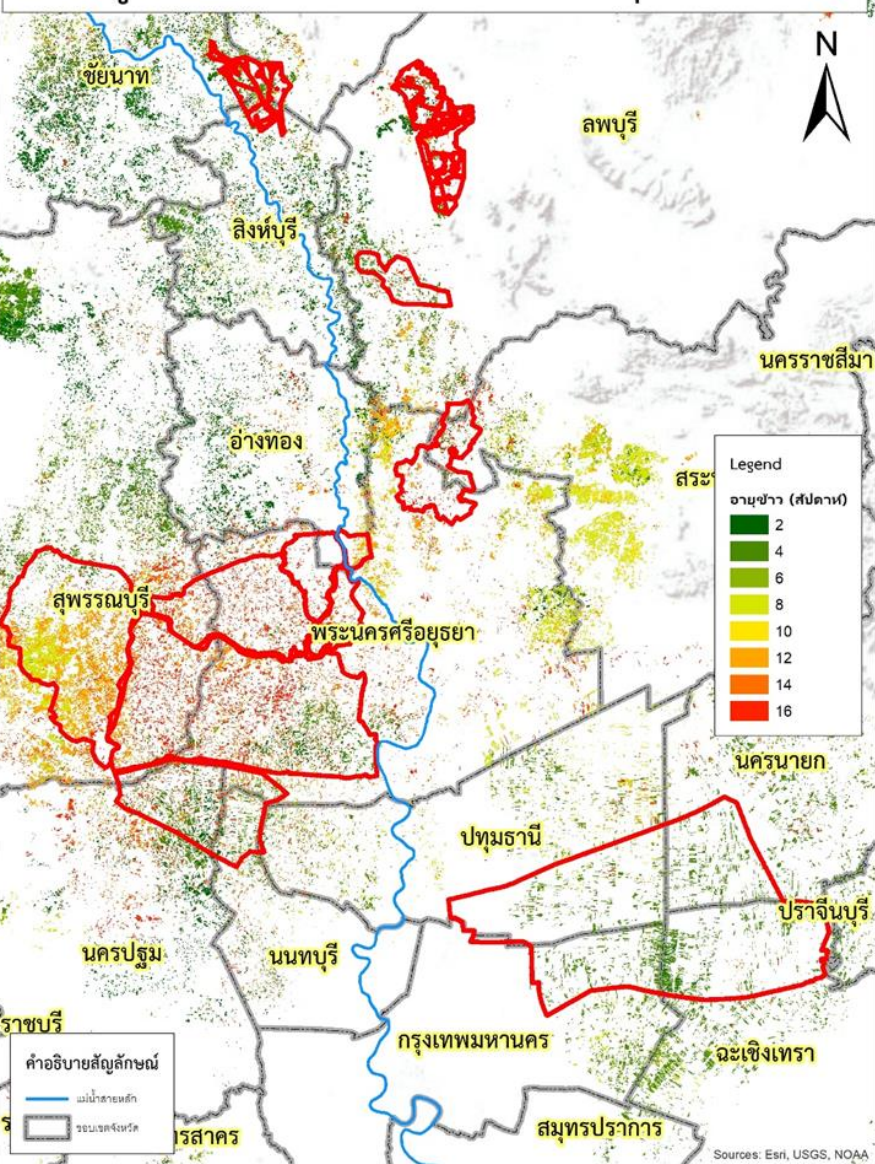 N
ชัยนาท
ลพบุรี
สิงห์บุรี
นครราชสีมา
อ่างทอง
สระ
Legend
อายุข้าว (สัปดาห์)
2
4
6
8
10
12
14
16
สุพรรณบุรี
พระนครศรีอยุธยา
นครนายก
ปทุมธานี
ปราจีนบุรี
นครปฐม
นนทบุรี
ราชบุรี
กรุงเทพมหานคร
ฉะเชิงเทรา
คำอธิบายสัญลักษณ์
แม่น้ำสายหลัก
ขอบเขตจังหวัด
รสาคร
สมุทรปราการ
Sources: Esri, USGS, NOAA